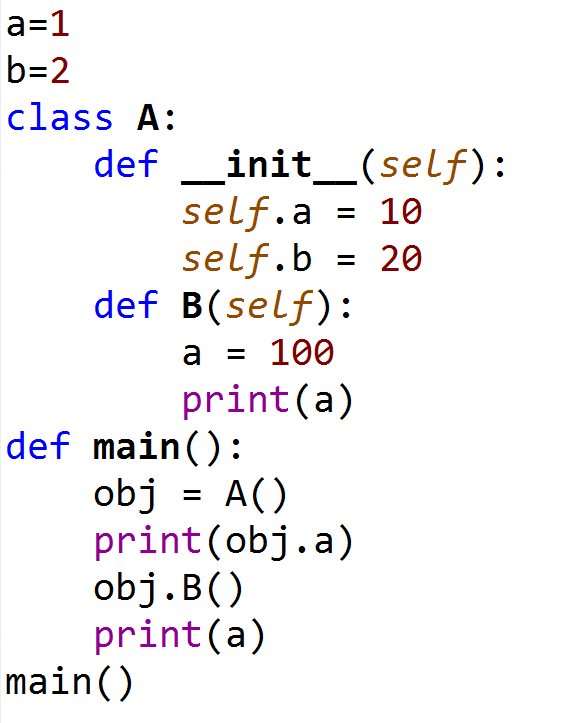 a=1
b=2
class A:
    def __init__(self):
        self.a = 10
        self.b = 20
    def B(self):
        a = 100
        print(a)
def main():
    obj = A()
    print(obj.a)
    obj.B()
    print(a)
main()